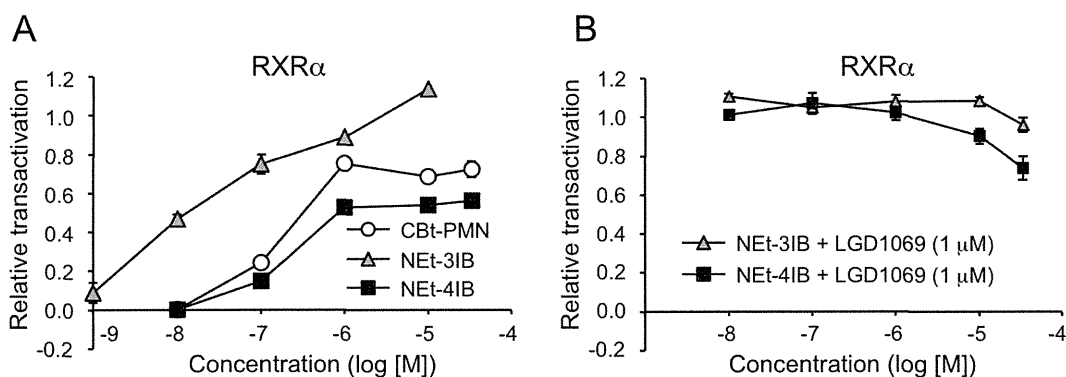 A
RXRα
Relative transactivation
1.2
1.0
0.8
0.6
0.4
0.2
0.0
-0.2
-9
-8
-7
-6
-5
-4
CBt-PMN
NEt-3IB
NEt-4IB
Concentration (log [M])
B
RXRα
Relative transactivation
1.2
1.0
0.8
0.6
0.4
0.2
0.0
-0.2
-8
-7
-6
-5
-4
NEt-3IB + LGD1069 (1 μM)
NEt-4IB + LGD1069 (1 μM)
Concentration (log [M])